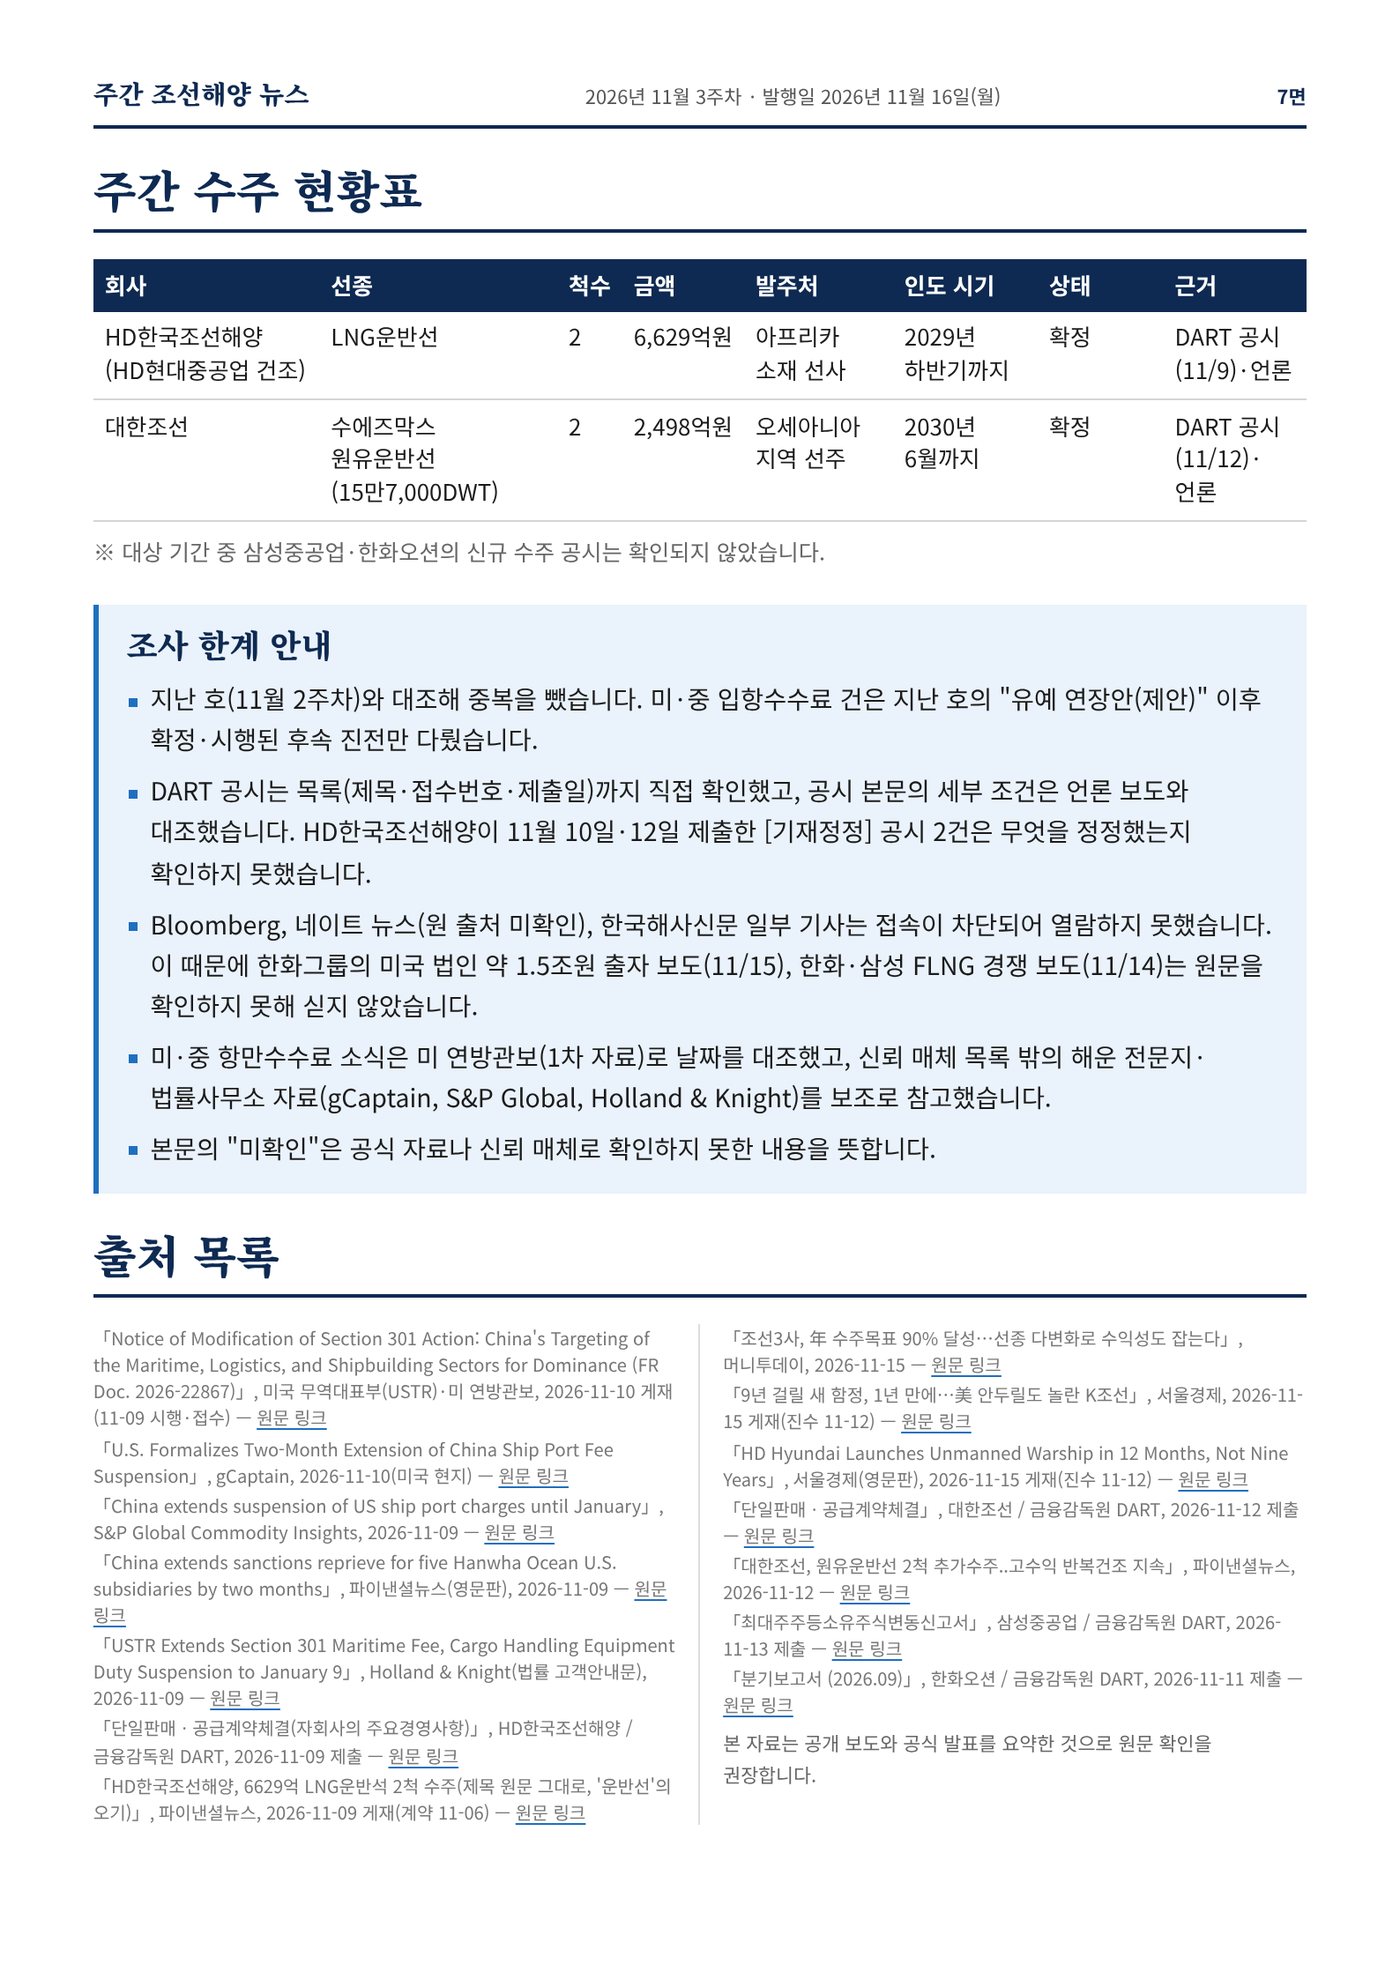 주간 조선해양 뉴스
2026년 11월 3주차 · 발행일 2026년 11월 16일(월)
7면
주간 수주 현황표
회사 선종 척수 금액 발주처 인도 시기 상태 근거
HD한국조선해양 LNG운반선 2 6,629억원 아프리카 2029년 확정 DART 공시
(HD현대중공업 건조) 소재 선사 하반기까지 (11/9)·언론
대한조선 수에즈막스 2 2,498억원 오세아니아 2030년 확정 DART 공시
원유운반선 지역 선주 6월까지 (11/12)·
(15만7,000DWT) 언론
※ 대상 기간 중 삼성중공업·한화오션의 신규 수주 공시는 확인되지 않았습니다.
조사 한계 안내
▪ 지난 호(11월 2주차)와 대조해 중복을 뺐습니다. 미·중 입항수수료 건은 지난 호의 "유예 연장안(제안)" 이후
확정·시행된 후속 진전만 다뤘습니다.
▪ DART 공시는 목록(제목·접수번호·제출일)까지 직접 확인했고, 공시 본문의 세부 조건은 언론 보도와
대조했습니다. HD한국조선해양이 11월 10일·12일 제출한 [기재정정] 공시 2건은 무엇을 정정했는지
확인하지 못했습니다.
▪ Bloomberg, 네이트 뉴스(원 출처 미확인), 한국해사신문 일부 기사는 접속이 차단되어 열람하지 못했습니다.
이 때문에 한화그룹의 미국 법인 약 1.5조원 출자 보도(11/15), 한화·삼성 FLNG 경쟁 보도(11/14)는 원문을
확인하지 못해 싣지 않았습니다.
▪ 미·중 항만수수료 소식은 미 연방관보(1차 자료)로 날짜를 대조했고, 신뢰 매체 목록 밖의 해운 전문지·
법률사무소 자료(gCaptain, S&P Global, Holland & Knight)를 보조로 참고했습니다.
▪ 본문의 "미확인"은 공식 자료나 신뢰 매체로 확인하지 못한 내용을 뜻합니다.
출처 목록
「Notice of Modification of Section 301 Action: China's Targeting of
the Maritime, Logistics, and Shipbuilding Sectors for Dominance (FR
Doc. 2026-22867)」, 미국 무역대표부(USTR)·미 연방관보, 2026-11-10 게재
(11-09 시행·접수) — 원문 링크
「U.S. Formalizes Two-Month Extension of China Ship Port Fee
Suspension」, gCaptain, 2026-11-10(미국 현지) — 원문 링크
「China extends suspension of US ship port charges until January」,
S&P Global Commodity Insights, 2026-11-09 — 원문 링크
「China extends sanctions reprieve for five Hanwha Ocean U.S.
subsidiaries by two months」, 파이낸셜뉴스(영문판), 2026-11-09 — 원문
링크
「USTR Extends Section 301 Maritime Fee, Cargo Handling Equipment
Duty Suspension to January 9」, Holland & Knight(법률 고객안내문),
2026-11-09 — 원문 링크
「단일판매ㆍ공급계약체결(자회사의 주요경영사항)」, HD한국조선해양 /
금융감독원 DART, 2026-11-09 제출 — 원문 링크
「HD한국조선해양, 6629억 LNG운반석 2척 수주(제목 원문 그대로, '운반선'의
오기)」, 파이낸셜뉴스, 2026-11-09 게재(계약 11-06) — 원문 링크
「조선3사, 年 수주목표 90% 달성…선종 다변화로 수익성도 잡는다」,
머니투데이, 2026-11-15 — 원문 링크
「9년 걸릴 새 함정, 1년 만에…美 안두릴도 놀란 K조선」, 서울경제, 2026-11-
15 게재(진수 11-12) — 원문 링크
「HD Hyundai Launches Unmanned Warship in 12 Months, Not Nine
Years」, 서울경제(영문판), 2026-11-15 게재(진수 11-12) — 원문 링크
「단일판매ㆍ공급계약체결」, 대한조선 / 금융감독원 DART, 2026-11-12 제출
— 원문 링크
「대한조선, 원유운반선 2척 추가수주..고수익 반복건조 지속」, 파이낸셜뉴스,
2026-11-12 — 원문 링크
「최대주주등소유주식변동신고서」, 삼성중공업 / 금융감독원 DART, 2026-
11-13 제출 — 원문 링크
「분기보고서 (2026.09)」, 한화오션 / 금융감독원 DART, 2026-11-11 제출 —
원문 링크
본 자료는 공개 보도와 공식 발표를 요약한 것으로 원문 확인을
권장합니다.